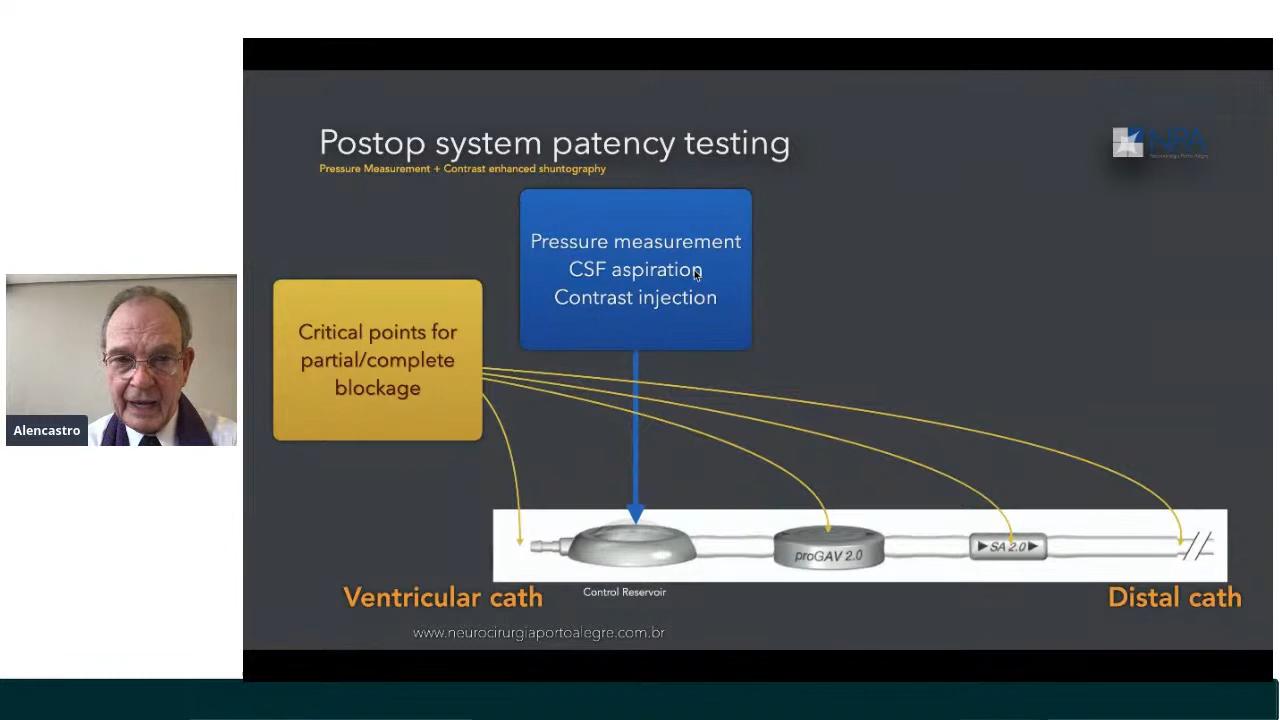 Postop system patency testing
Pressure Measurement + Contrast enhanced shuntography
NPA
Pressure measurement
CSF aspiration
Contrast injection
Critical points for
partial/complete
blockage
Alencastro
proGAV 2.0
SA 2.0
Ventricular cath
Control Reservoir
Distal cath
www.neurocirurgiaportoalegre.com.br